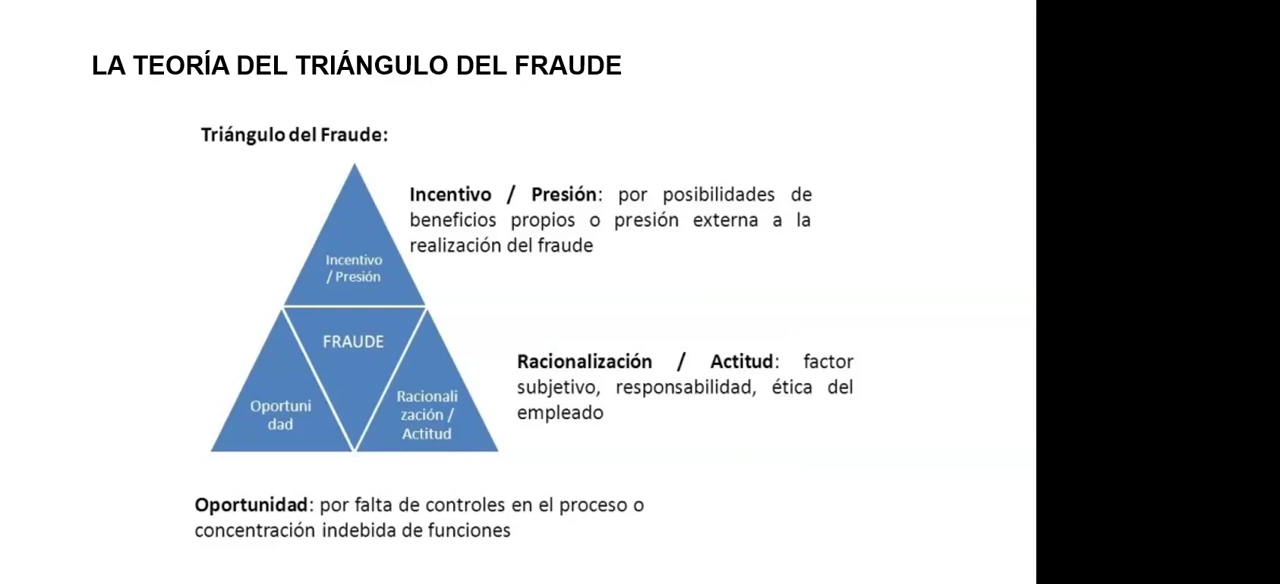 LA TEORÍA DEL TRIÁNGULO DEL FRAUDE
Triángulo del Fraude:
Incentivo / Presión: por posibilidades de
beneficios propios o presión externa a la
realización del fraude
Incentivo
/ Presión
FRAUDE
Oportuni
dad
Racionali
zación /
Actitud
Racionalización / Actitud: factor
subjetivo, responsabilidad, ética del
empleado
Oportunidad: por falta de controles en el proceso o
concentración indebida de funciones